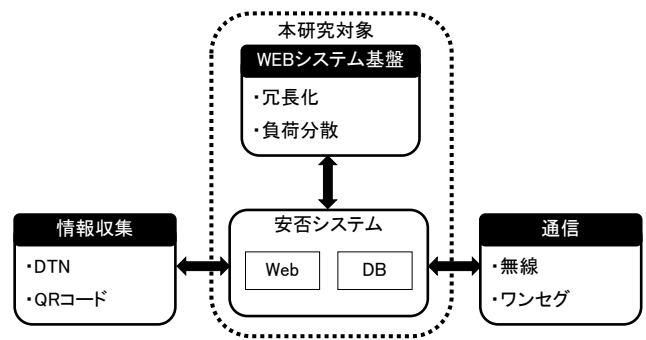 本研究対象
WEBシステム基盤
・冗長化
・負荷分散
情報収集
・DTN
・QRコード
安否システム
Web
DB
通信
・無線
・ワンセグ